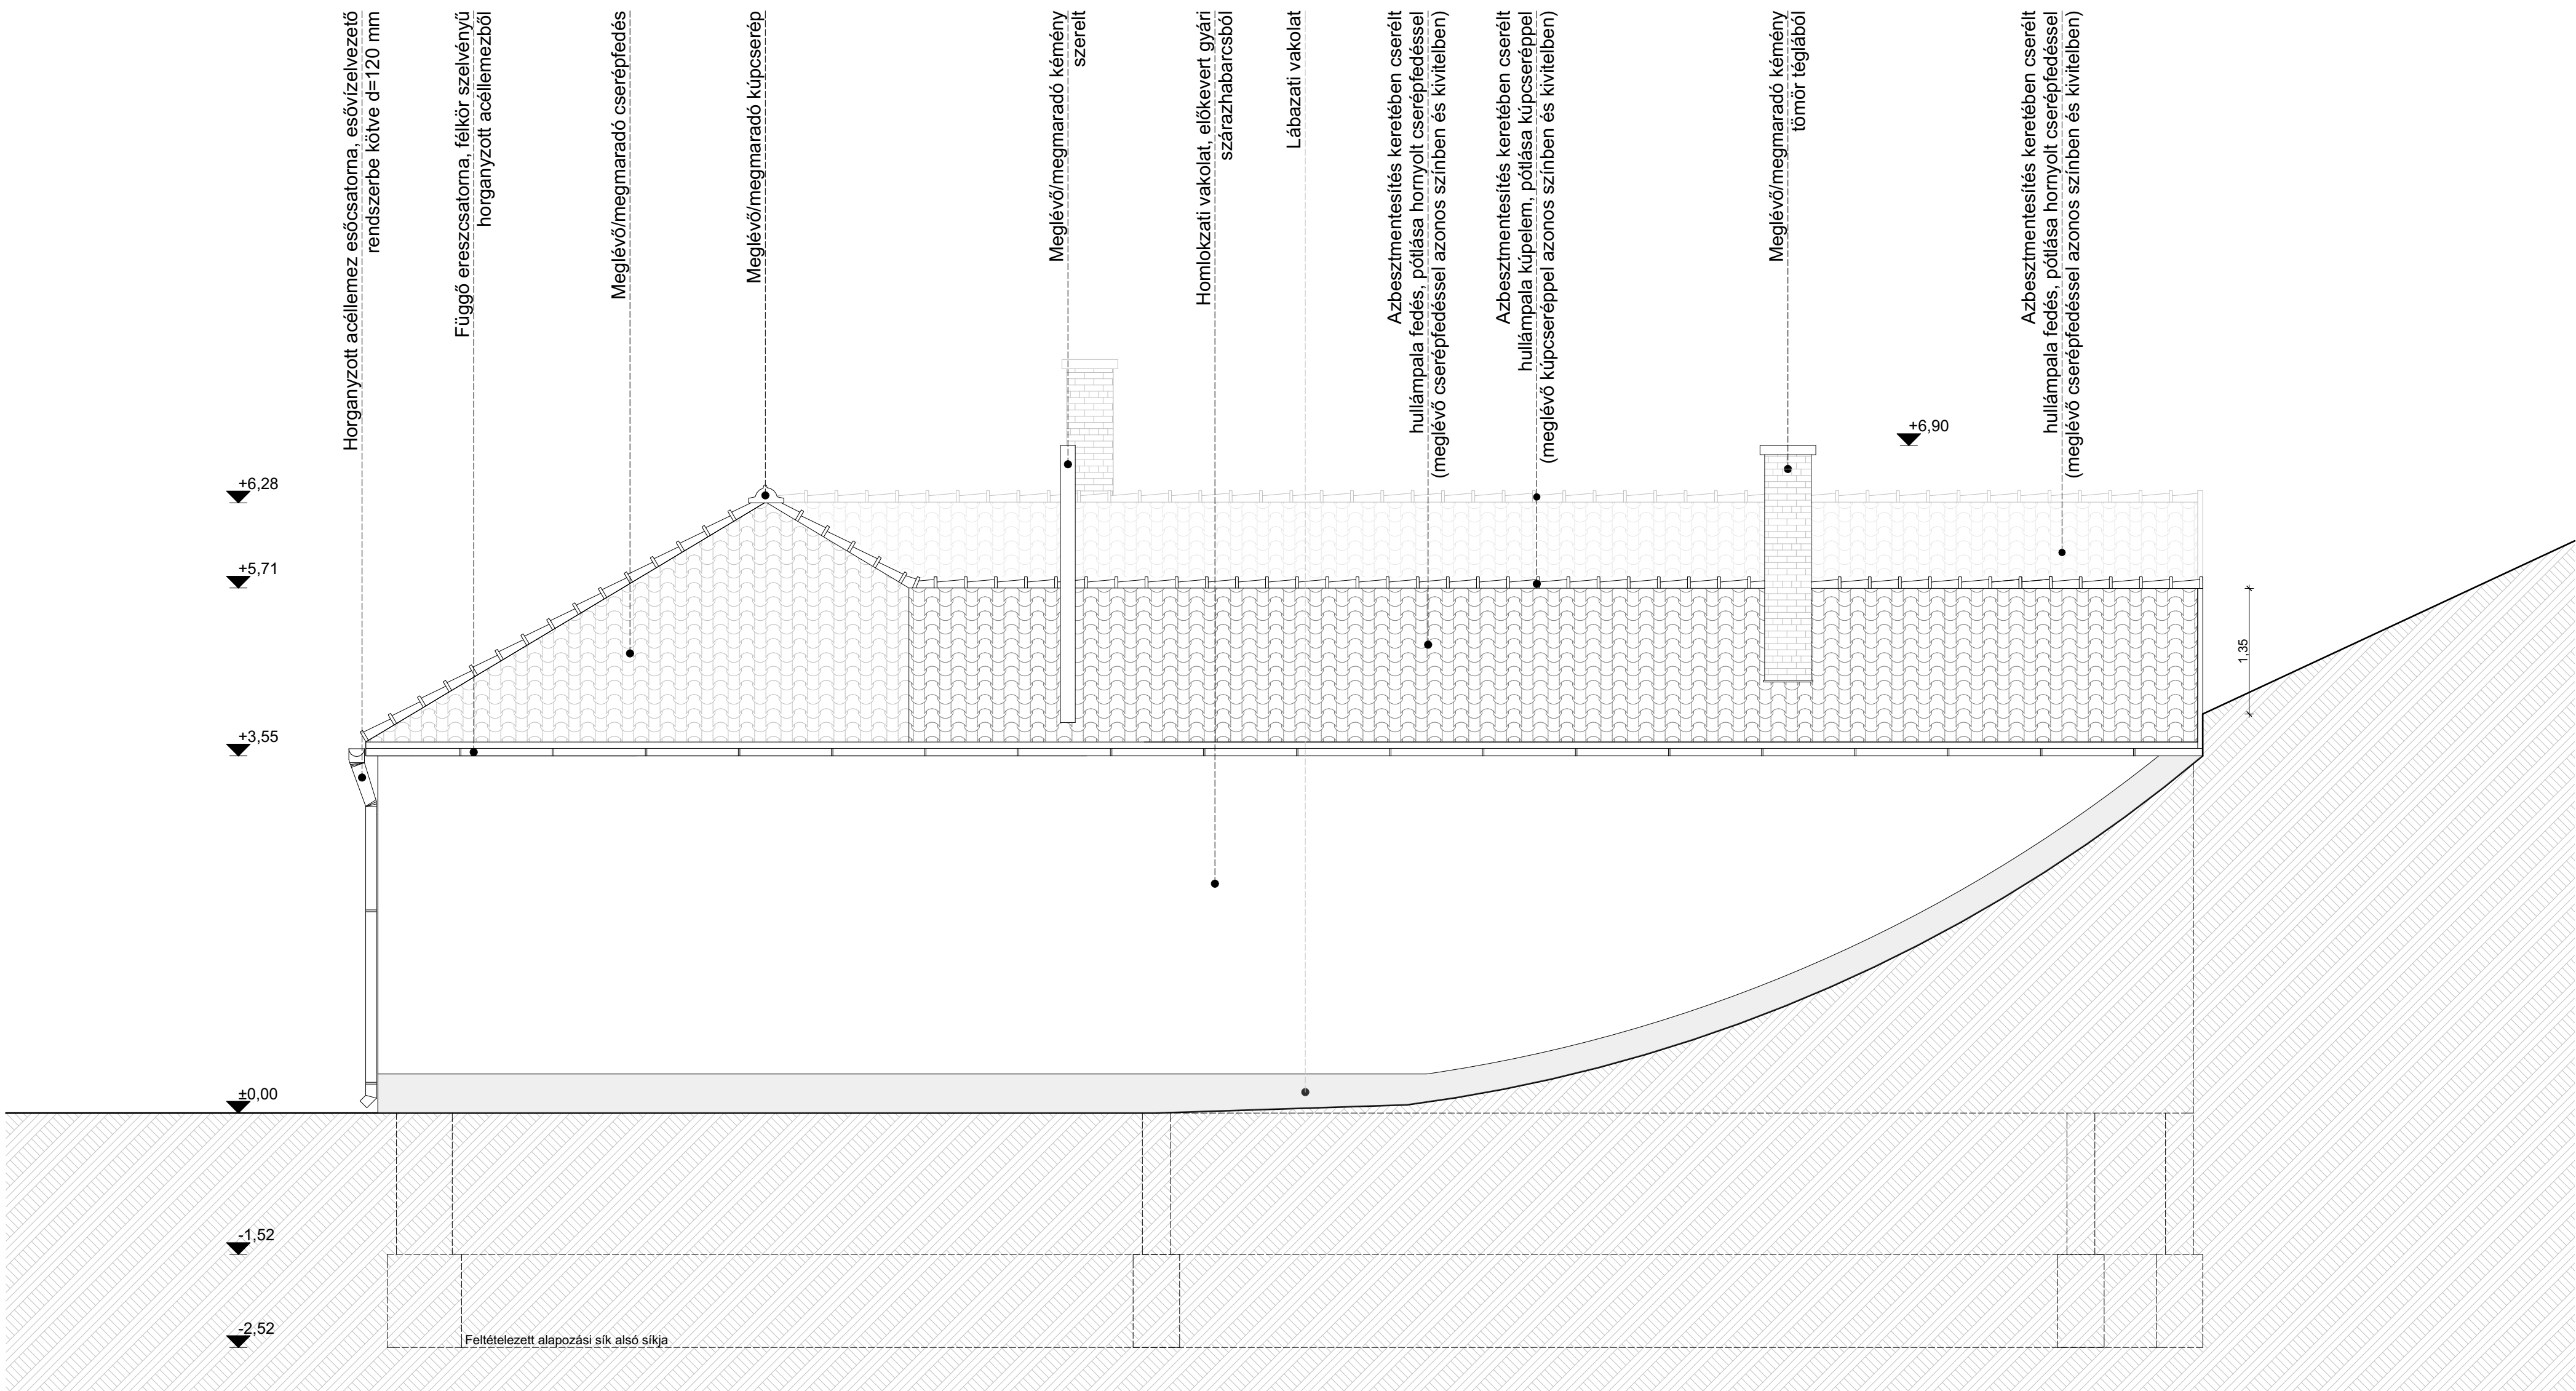 Horganyzott acéllemez esőcsatorna, esővízelvezető
rendszerbe kötve d=120 mm
Függő ereszcsatorna, félkör szelvényű
horganyzott acéllemezből
Meglévő/megmaradó cserépfedés
Meglévő/megmaradó kúpcserép
Meglévő/megmaradó kémény
szerelt
Homlokzati vakolat, előkevert gyári
szárazhabarcsból
Lábazati vakolat
Azbesztmentesítés keretében cserélt
hullámpala fedés, pótlása hornyolt cserépfedéssel
(meglévő cserépfedéssel azonos színben és kivitelben)
Azbesztmentesítés keretében cserélt
hullámpala kúpelem, pótlása kúpcseréppel
(meglévő kúpcseréppel azonos színben és kivitelben)
Meglévő/megmaradó kémény
tömör téglából
Azbesztmentesítés keretében cserélt
hullámpala fedés, pótlása hornyolt cserépfedéssel
(meglévő cserépfedéssel azonos színben és kivitelben)
+6,90
+6,28
+5,71
1,35
+3,55
±0,00
-1,52
-2,52
Feltételezett alapozási sík alsó síkja